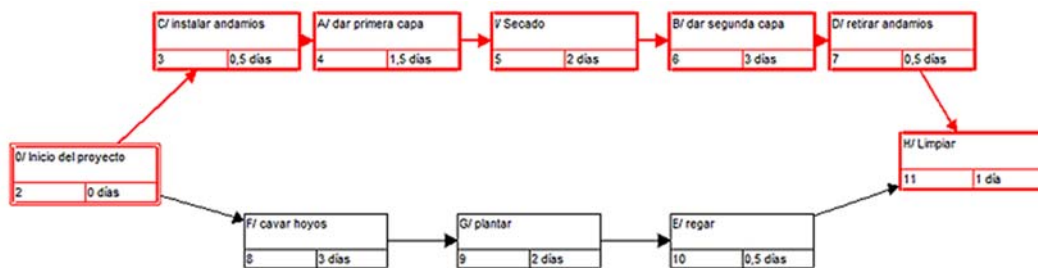 C/ instalar andamios
3 0,5 días
A/ dar primera capa
4 1,5 días
I/ Secado
5 2 días
B/ dar segunda capa
6 3 días
D/ retirar andamios
7 0,5 días
0/ Inicio del proyecto
2 0 días
H/ Limpiar
11 1 día
F/ cavar hoyos
8 3 días
G/ plantar
9 2 días
E/ regar
10 0,5 días